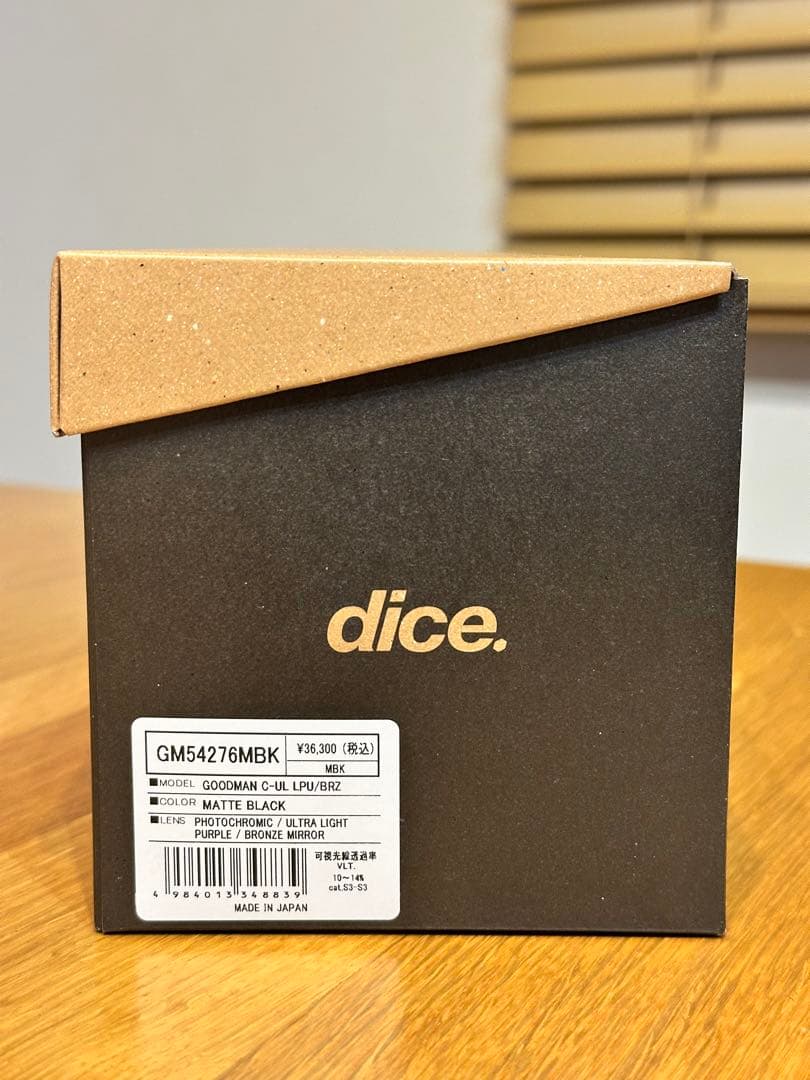 dice.
GM54276MBK
¥36,300 (税込)
MBK
■MODEL GOODMAN C-UL LPU/BRZ
■COLOR MATTE BLACK
■LENS PHOTOCHROMIC / ULTRA LIGHT
PURPLE / BRONZE MIRROR
可視光線透過率
VLT.
10～14%
cat.S3-S3
4 984013 348839
MADE IN JAPAN